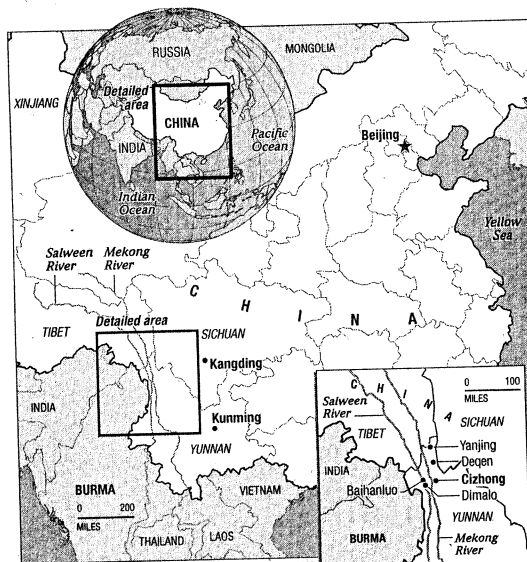 RUSSIA
MONGOLIA
XINJIANG
Detailed
area
CHINA
Pacific
Ocean
INDIA
Indian
Ocean
Beijing
Yellow
Sea
Salween
River
Mekong
River
C H I N A
TIBET
Detailed area
SICHUAN
Kangding
INDIA
Kunming
YUNNAN
BURMA
0 200
MILES
VIETNAM
THAILAND
LAOS
0 100
MILES
C H I N A
Salween
River
SICHUAN
TIBET
Yanjing
INDIA
Deqen
Cizhong
Baihanluo
Dimalo
YUNNAN
BURMA
Mekong
River